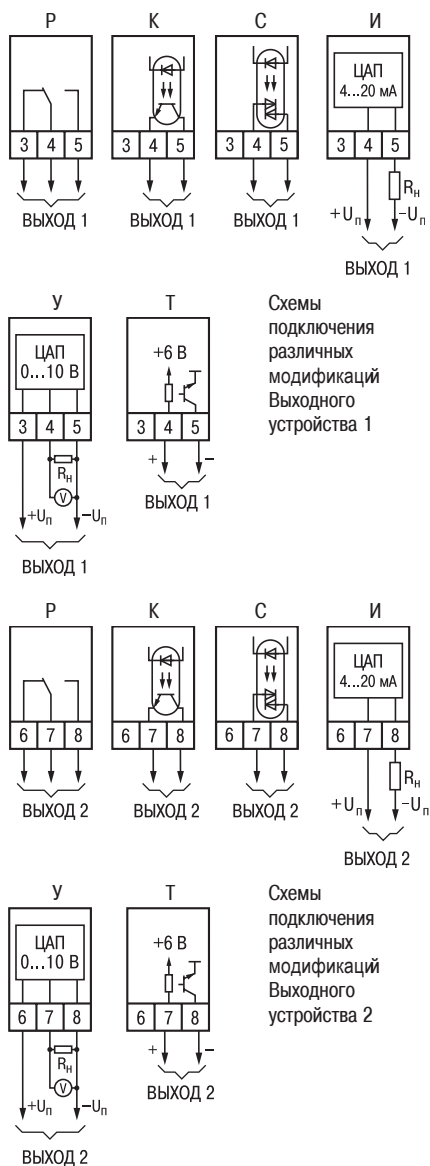 Р К С И
ЦАП
4...20 мА
3 4 5 3 4 5 3 4 5 3 4 5
Rн
+Uп −Uп
ВЫХОД 1 ВЫХОД 1 ВЫХОД 1
ВЫХОД 1
У Т
Схемы
подключения
различных
модификаций
Выходного
устройства 1
ЦАП
0...10 В
+6 В
3 4 5 3 4 5
+ −
Rн
V
+Uп −Uп
ВЫХОД 1
ВЫХОД 1
Р К С И
ЦАП
4...20 мА
6 7 8 6 7 8 6 7 8 6 7 8
Rн
+Uп −Uп
ВЫХОД 2 ВЫХОД 2 ВЫХОД 2
ВЫХОД 2
У Т
Схемы
подключения
различных
модификаций
Выходного
устройства 2
ЦАП
0...10 В
+6 В
6 7 8 6 7 8
+ −
Rн
V
+Uп −Uп
ВЫХОД 2
ВЫХОД 2